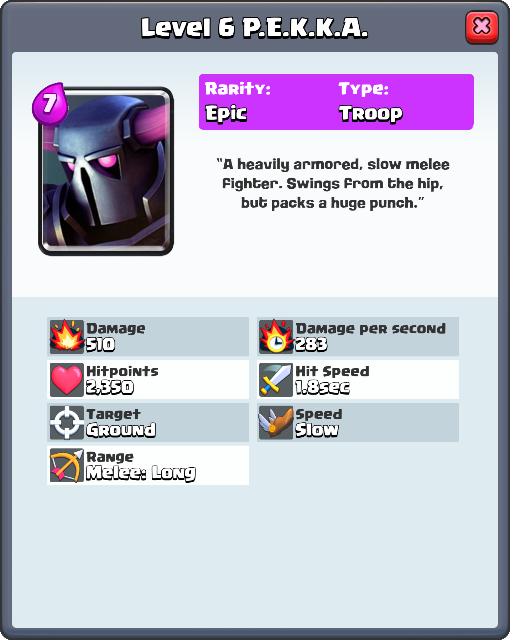 Level 6 P.E.K.K.A.
7
Rarity:
Type:
Epic
Troop
"A heavily armored, slow melee
fighter. Swings from the hip,
but packs a huge punch."
Damage
510
Damage per second
283
Hitpoints
2,350
Hit Speed
1.8sec
Target
Ground
Speed
Slow
Range
Melee: Long